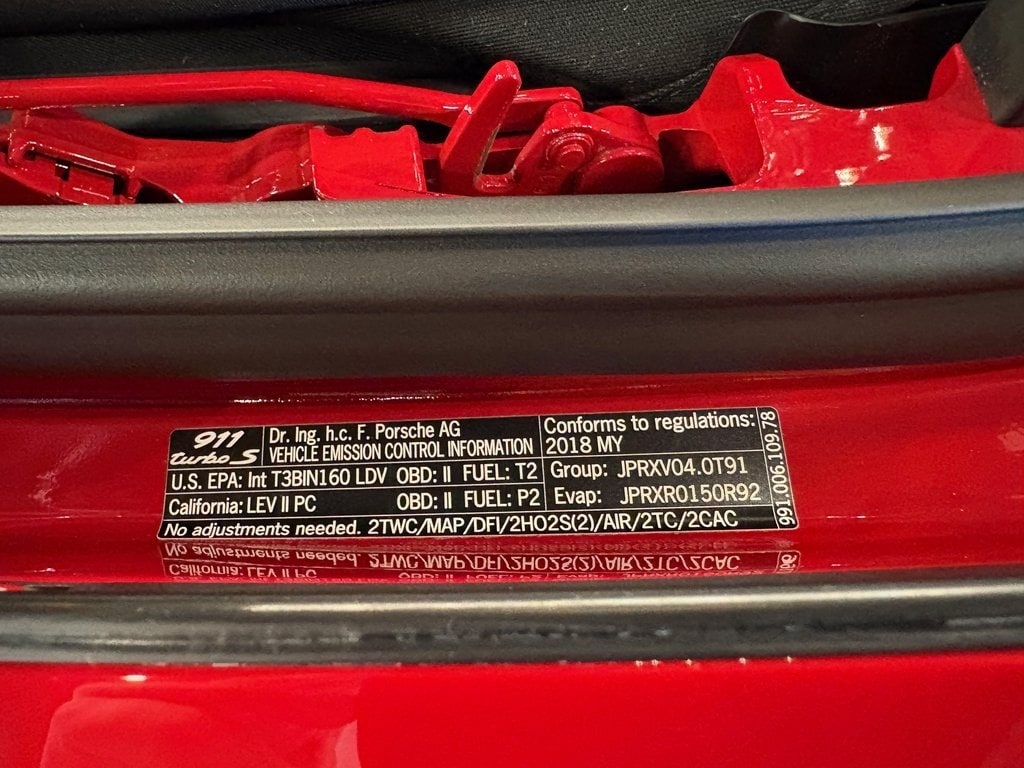 911
turbo S
Dr. Ing. h.c. F. Porsche AG
VEHICLE EMISSION CONTROL INFORMATION
Conforms to regulations:
2018 MY
U.S. EPA: Int T3BIN160 LDV OBD: II FUEL: T2
California: LEV II PC OBD: II FUEL: P2
Group: JPRXV04.0T91
Evap: JPRXR0150R92
No adjustments needed. 2TWC/MAP/DFI/2HO2S(2)/AIR/2TC/2CAC
991.006.109.78